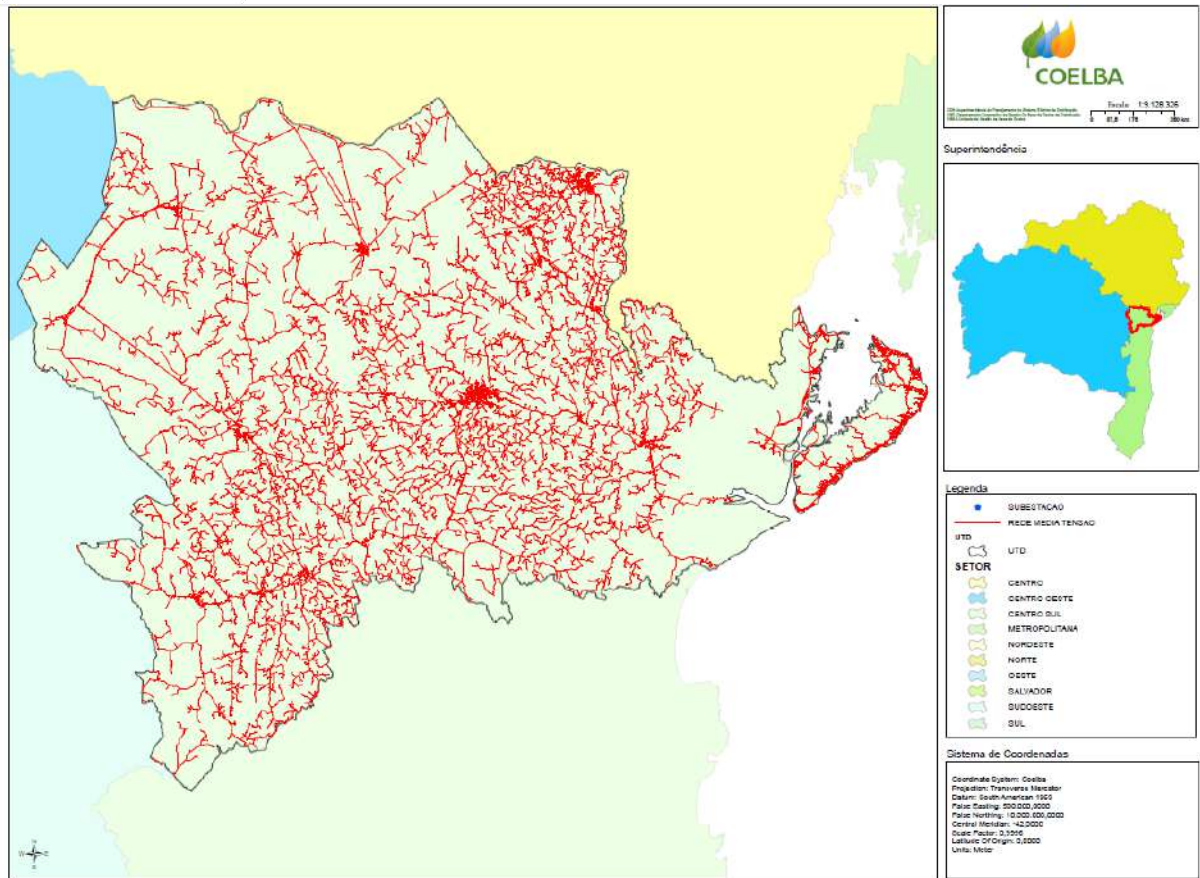 COELBA
Escala 1:9.128.326
Superintendência
Legenda
SUBESTACAO
REDE MEDIA TENSAO
UTD
UTD
SETOR
CENTRO
CENTRO OESTE
CENTRO SUL
METROPOLITANA
NORDESTE
NORTE
OESTE
SALVADOR
SUDOESTE
SUL
Sistema de Coordenadas
Coordinate System: Coelba
Projection: Transverse Mercator
Datum: South American 1969
False Easting: 500.000,0000
False Northing: 10.000.000,0000
Central Meridian: -42,0000
Scale Factor: 0,9996
Latitude Of Origin: 0,0000
Units: Meter
N
W E
S